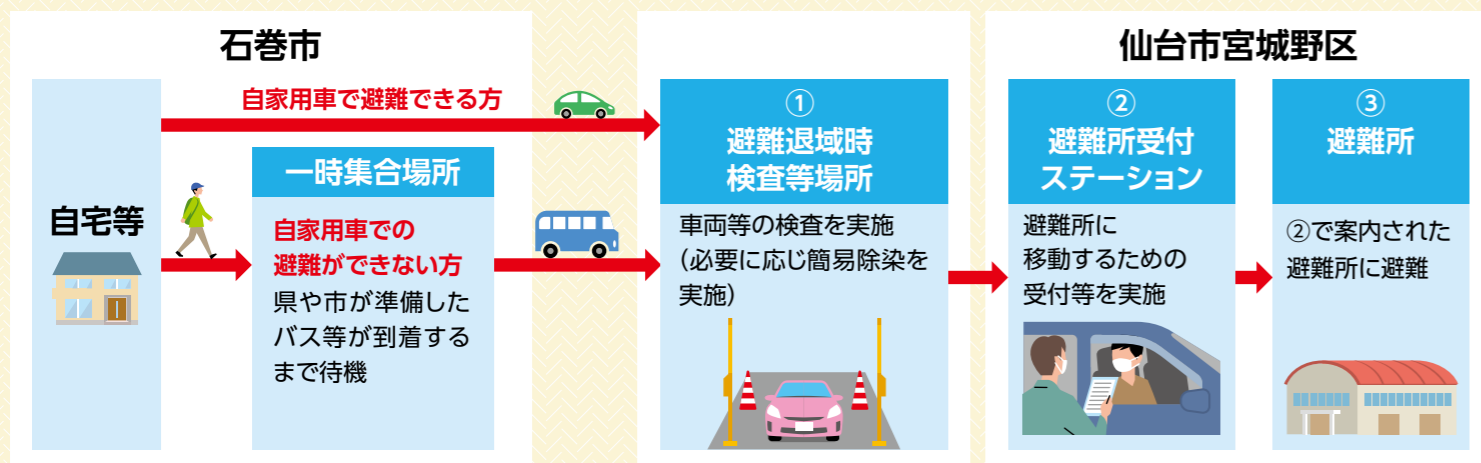 石巻市
自宅等
自家用車で避難できる方
一時集合場所
自家用車での
避難ができない方
県や市が準備した
バス等が到着する
まで待機
①
避難退域時
検査等場所
車両等の検査を実施
（必要に応じ簡易除染を
実施）
仙台市宮城野区
②
避難所受付
ステーション
避難所に
移動するための
受付等を実施
③
避難所
②で案内された
避難所に避難